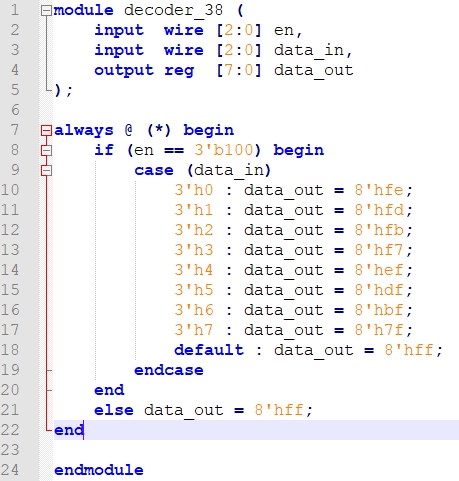 1 module decoder_38 (
2     input  wire [2:0] en,
3     input  wire [2:0] data_in,
4     output reg  [7:0] data_out
5 );
6
7 always @ (*) begin
8     if (en == 3'b100) begin
9         case (data_in)
10             3'h0 : data_out = 8'hfe;
11             3'h1 : data_out = 8'hfd;
12             3'h2 : data_out = 8'hfb;
13             3'h3 : data_out = 8'hf7;
14             3'h4 : data_out = 8'hef;
15             3'h5 : data_out = 8'hdf;
16             3'h6 : data_out = 8'hbf;
17             3'h7 : data_out = 8'h7f;
18             default : data_out = 8'hff;
19         endcase
20     end
21     else data_out = 8'hff;
22 end
23
24 endmodule